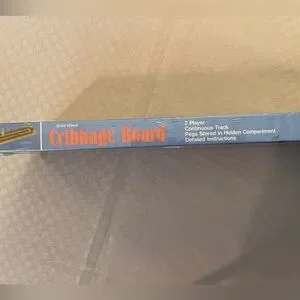 Solid Wood
Cribbage Board
2 Player
Continuous Track
Pegs Stored In Hidden Compartment
Detailed Instructions